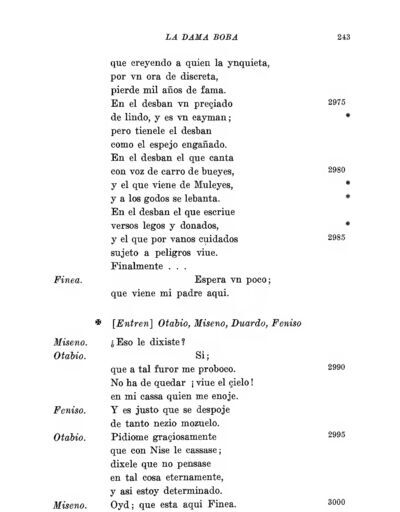 LA DAMA BOBA 243
que creyendo a quien la ynquieta,
por vn ora de discreta,
pierde mil años de fama.
En el desban vn preçiado 2975
de lindo, y es vn cayman; *
pero tienele el desban
como el espejo engañado.
En el desban el que canta
con voz de carro de bueyes, 2980
y el que viene de Muleyes, *
y a los godos se lebanta. *
En el desban el que escriue
versos legos y donados, *
y el que por vanos cuidados 2985
sujeto a peligros viue.
Finalmente . . .
Finea. Espera vn poco;
que viene mi padre aqui.
✠ [Entren] Otabio, Miseno, Duardo, Feniso
Miseno. ¿Eso le dixiste?
Otabio. Si;
que a tal furor me proboco. 2990
No ha de quedar ¡ viue el çielo!
en mi cassa quien me enoje.
Feniso. Y es justo que se despoje
de tanto nezio mozuelo.
Otabio. Pidiome graçiosamente 2995
que con Nise le cassase;
dixele que no pensase
en tal cosa eternamente,
y asi estoy determinado.
Miseno. Oyd; que esta aqui Finea. 3000